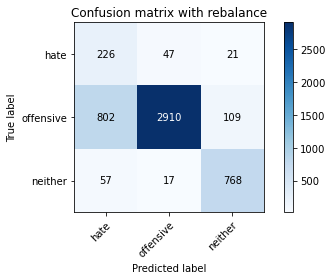 Confusion matrix with rebalance
True label
hate 226 47 21
offensive 802 2910 109
neither 57 17 768
hate offensive neither
Predicted label
2500
2000
1500
1000
500